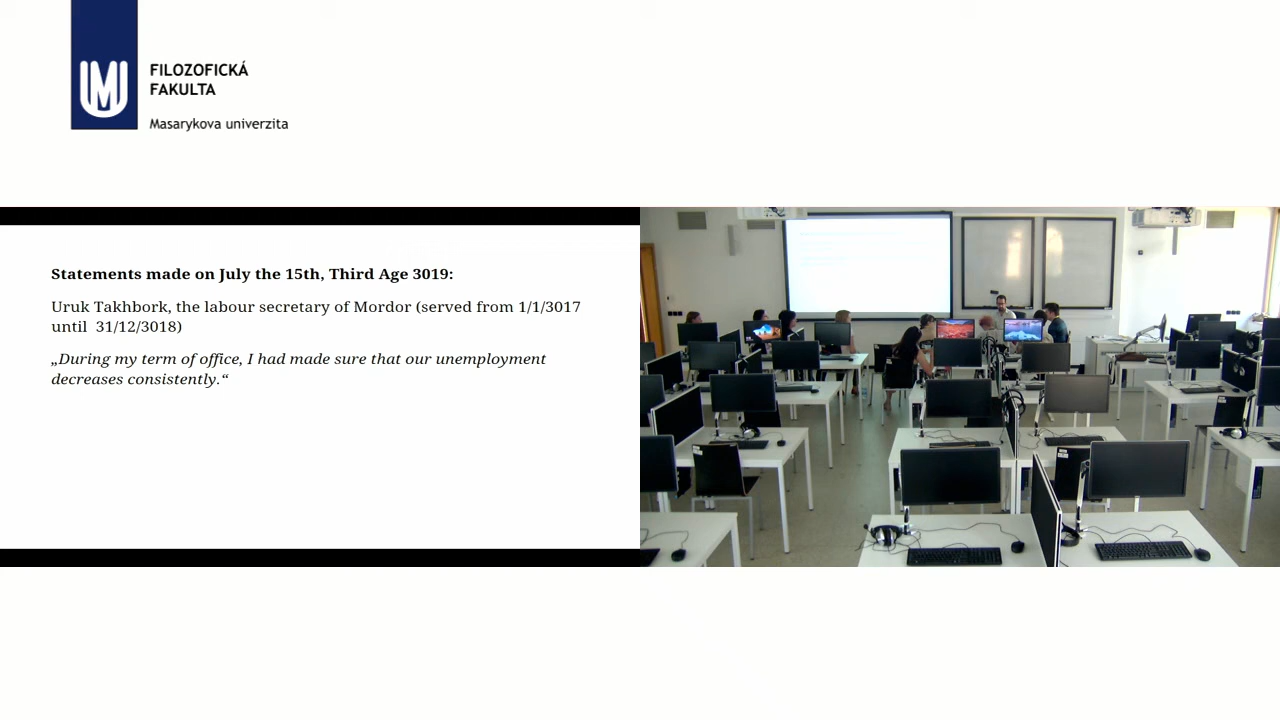 FILOZOFICKÁ
FAKULTA
Masarykova univerzita
Statements made on July the 15th, Third Age 3019:
Uruk Takhbork, the labour secretary of Mordor (served from 1/1/3017
until 31/12/3018)
„During my term of office, I had made sure that our unemployment
decreases consistently.“